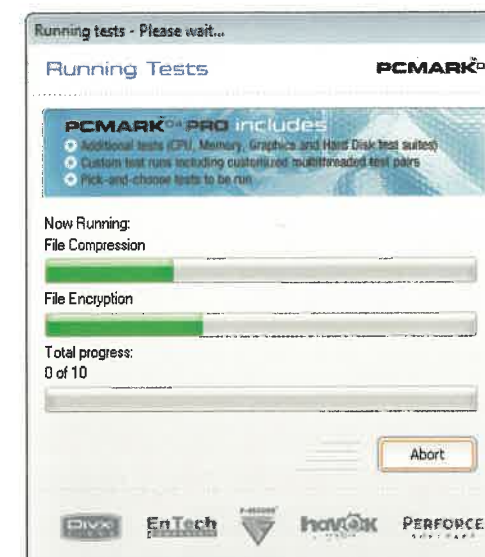 Running tests - Please wait...
Running Tests
PCMARK
PCMARK04 PRO includes
Additional tests (CPU, Memory, Graphics and Hard Disk test suites)
Custom test runs including customized multithreaded test pairs
Pick-and-choose tests to be run
Now Running:
File Compression
File Encryption
Total progress:
0 of 10
Abort
DivX
EnTech
havok
PERFORCE